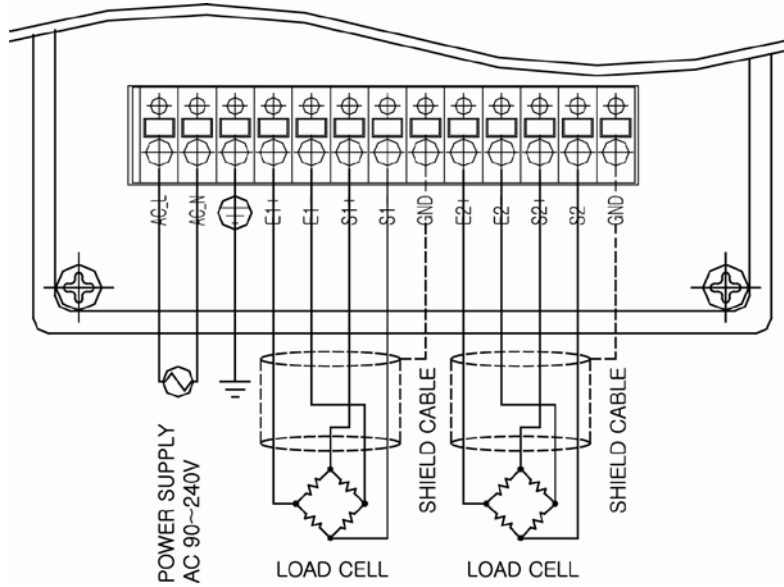 AC_L
AC_N
E1+
E1
S1+
S1
GND
E2+
E2
S2+
S2
GND
POWER SUPPLY
AC 90~240V
LOAD CELL
SHIELD CABLE
LOAD CELL
SHIELD CABLE